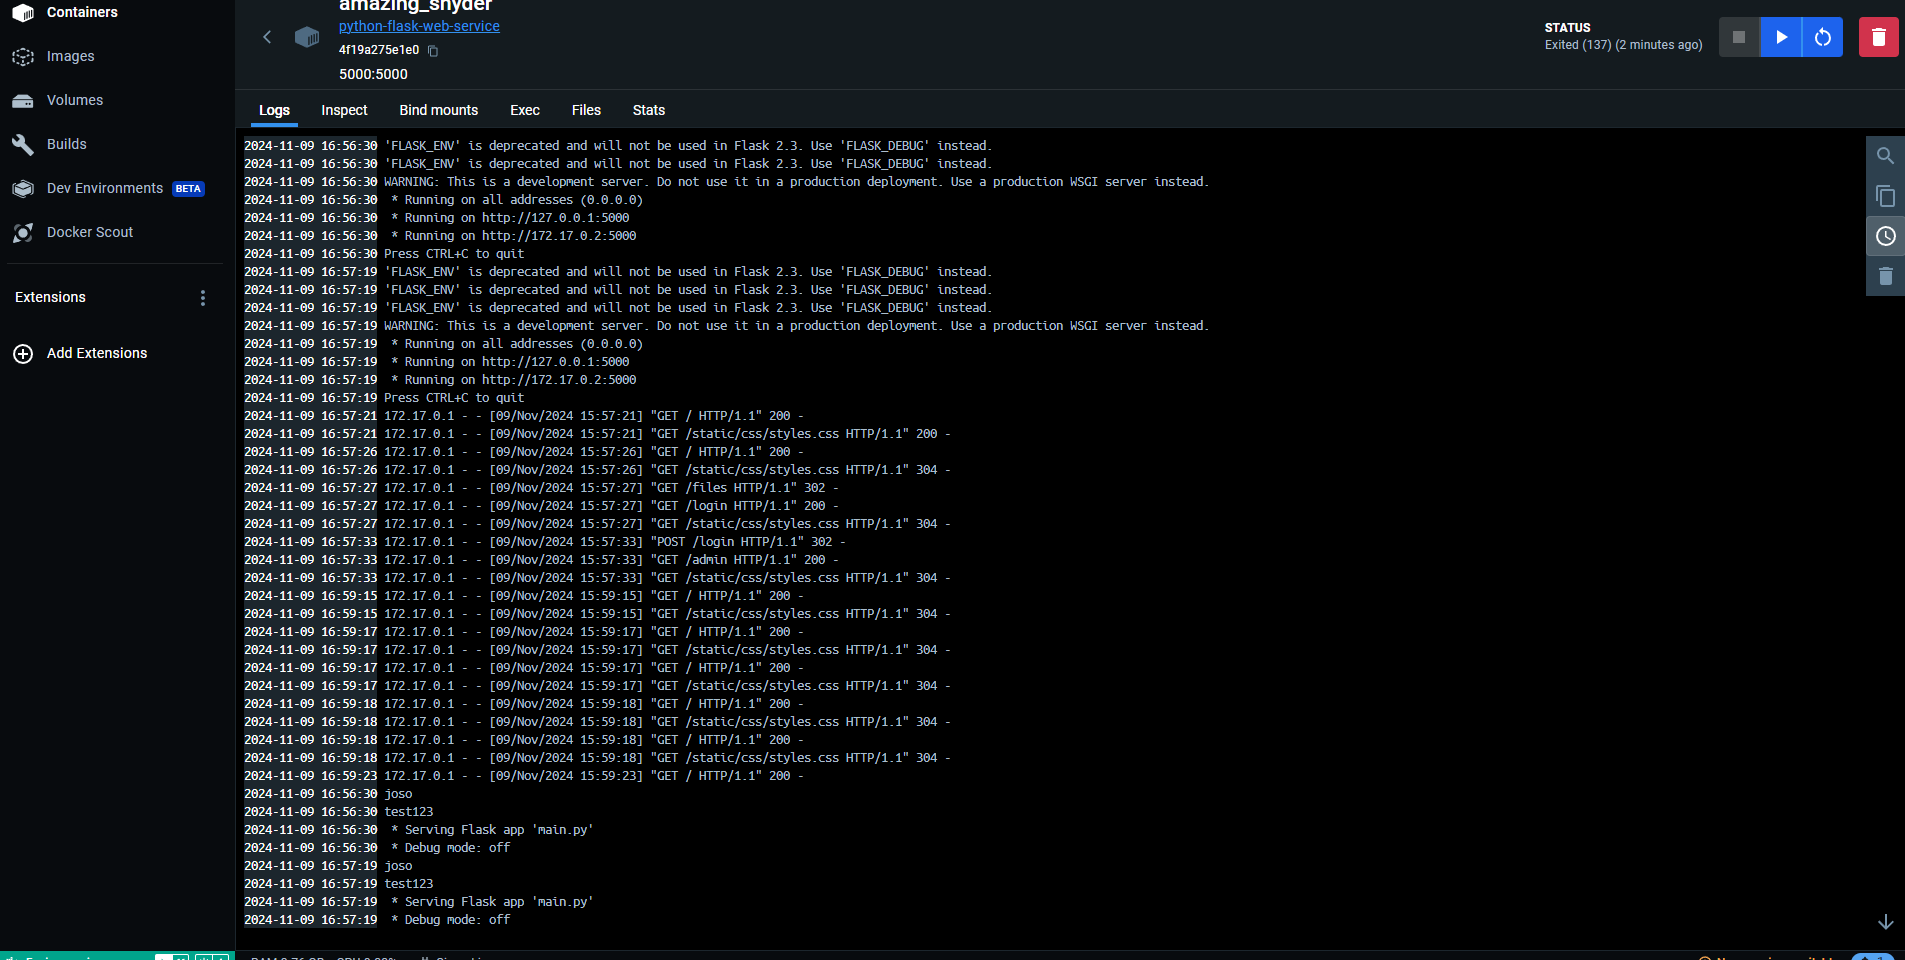 Containers
Images
Volumes
Builds
Dev Environments BETA
Docker Scout
Extensions
Add Extensions
amazing_snyder
python-flask-web-service
4f19a275e1e0
5000:5000
STATUS
Exited (137) (2 minutes ago)
Logs Inspect Bind mounts Exec Files Stats
2024-11-09 16:56:30 'FLASK_ENV' is deprecated and will not be used in Flask 2.3. Use 'FLASK_DEBUG' instead.
2024-11-09 16:56:30 'FLASK_ENV' is deprecated and will not be used in Flask 2.3. Use 'FLASK_DEBUG' instead.
2024-11-09 16:56:30 WARNING: This is a development server. Do not use it in a production deployment. Use a production WSGI server instead.
2024-11-09 16:56:30  * Running on all addresses (0.0.0.0)
2024-11-09 16:56:30  * Running on http://127.0.0.1:5000
2024-11-09 16:56:30  * Running on http://172.17.0.2:5000
2024-11-09 16:56:30 Press CTRL+C to quit
2024-11-09 16:57:19 'FLASK_ENV' is deprecated and will not be used in Flask 2.3. Use 'FLASK_DEBUG' instead.
2024-11-09 16:57:19 'FLASK_ENV' is deprecated and will not be used in Flask 2.3. Use 'FLASK_DEBUG' instead.
2024-11-09 16:57:19 'FLASK_ENV' is deprecated and will not be used in Flask 2.3. Use 'FLASK_DEBUG' instead.
2024-11-09 16:57:19 WARNING: This is a development server. Do not use it in a production deployment. Use a production WSGI server instead.
2024-11-09 16:57:19  * Running on all addresses (0.0.0.0)
2024-11-09 16:57:19  * Running on http://127.0.0.1:5000
2024-11-09 16:57:19  * Running on http://172.17.0.2:5000
2024-11-09 16:57:19 Press CTRL+C to quit
2024-11-09 16:57:21 172.17.0.1 - - [09/Nov/2024 15:57:21] "GET / HTTP/1.1" 200 -
2024-11-09 16:57:21 172.17.0.1 - - [09/Nov/2024 15:57:21] "GET /static/css/styles.css HTTP/1.1" 200 -
2024-11-09 16:57:26 172.17.0.1 - - [09/Nov/2024 15:57:26] "GET / HTTP/1.1" 200 -
2024-11-09 16:57:26 172.17.0.1 - - [09/Nov/2024 15:57:26] "GET /static/css/styles.css HTTP/1.1" 304 -
2024-11-09 16:57:27 172.17.0.1 - - [09/Nov/2024 15:57:27] "GET /files HTTP/1.1" 302 -
2024-11-09 16:57:27 172.17.0.1 - - [09/Nov/2024 15:57:27] "GET /login HTTP/1.1" 200 -
2024-11-09 16:57:27 172.17.0.1 - - [09/Nov/2024 15:57:27] "GET /static/css/styles.css HTTP/1.1" 304 -
2024-11-09 16:57:33 172.17.0.1 - - [09/Nov/2024 15:57:33] "POST /login HTTP/1.1" 302 -
2024-11-09 16:57:33 172.17.0.1 - - [09/Nov/2024 15:57:33] "GET /admin HTTP/1.1" 200 -
2024-11-09 16:57:33 172.17.0.1 - - [09/Nov/2024 15:57:33] "GET /static/css/styles.css HTTP/1.1" 304 -
2024-11-09 16:59:15 172.17.0.1 - - [09/Nov/2024 15:59:15] "GET / HTTP/1.1" 200 -
2024-11-09 16:59:15 172.17.0.1 - - [09/Nov/2024 15:59:15] "GET /static/css/styles.css HTTP/1.1" 304 -
2024-11-09 16:59:17 172.17.0.1 - - [09/Nov/2024 15:59:17] "GET / HTTP/1.1" 200 -
2024-11-09 16:59:17 172.17.0.1 - - [09/Nov/2024 15:59:17] "GET /static/css/styles.css HTTP/1.1" 304 -
2024-11-09 16:59:17 172.17.0.1 - - [09/Nov/2024 15:59:17] "GET / HTTP/1.1" 200 -
2024-11-09 16:59:17 172.17.0.1 - - [09/Nov/2024 15:59:17] "GET /static/css/styles.css HTTP/1.1" 304 -
2024-11-09 16:59:18 172.17.0.1 - - [09/Nov/2024 15:59:18] "GET / HTTP/1.1" 200 -
2024-11-09 16:59:18 172.17.0.1 - - [09/Nov/2024 15:59:18] "GET /static/css/styles.css HTTP/1.1" 304 -
2024-11-09 16:59:18 172.17.0.1 - - [09/Nov/2024 15:59:18] "GET / HTTP/1.1" 200 -
2024-11-09 16:59:18 172.17.0.1 - - [09/Nov/2024 15:59:18] "GET /static/css/styles.css HTTP/1.1" 304 -
2024-11-09 16:59:23 172.17.0.1 - - [09/Nov/2024 15:59:23] "GET / HTTP/1.1" 200 -
2024-11-09 16:56:30 joso
2024-11-09 16:56:30 test123
2024-11-09 16:56:30  * Serving Flask app 'main.py'
2024-11-09 16:56:30  * Debug mode: off
2024-11-09 16:57:19 joso
2024-11-09 16:57:19 test123
2024-11-09 16:57:19  * Serving Flask app 'main.py'
2024-11-09 16:57:19  * Debug mode: off